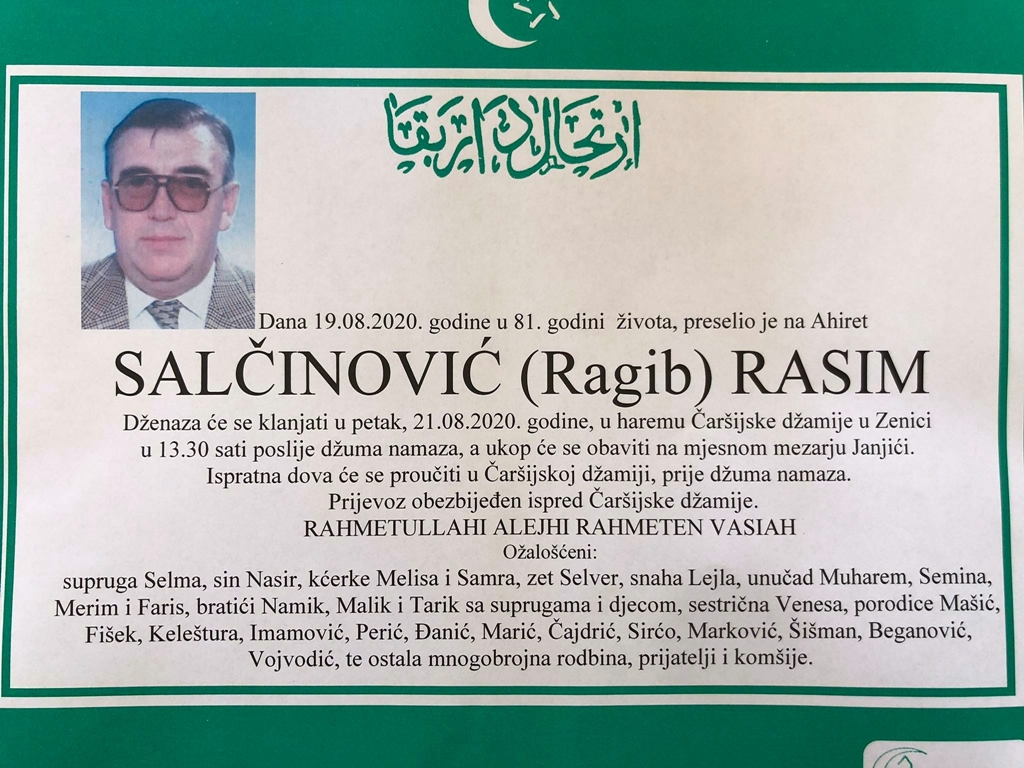 ارتحال دار بقا
Dana 19.08.2020. godine u 81. godini života, preselio je na Ahiret
SALČINOVIĆ (Ragib) RASIM
Dženaza će se klanjati u petak, 21.08.2020. godine, u haremu Čaršijske džamije u Zenici
u 13.30 sati poslije džuma namaza, a ukop će se obaviti na mjesnom mezarju Janjići.
Ispratna dova će se proučiti u Čaršijskoj džamiji, prije džuma namaza.
Prijevoz obezbijeđen ispred Čaršijske džamije.
RAHMETULLAHI ALEJHI RAHMETEN VASIAH
Ožalošćeni:
supruga Selma, sin Nasir, kćerke Melisa i Samra, zet Selver, snaha Lejla, unučad Muharem, Semina,
Merim i Faris, bratići Namik, Malik i Tarik sa suprugama i djecom, sestrična Venesa, porodice Mašić,
Fišek, Keleštura, Imamović, Perić, Đanić, Marić, Čajdrić, Sirćo, Marković, Šišman, Beganović,
Vojvodić, te ostala mnogobrojna rodbina, prijatelji i komšije.